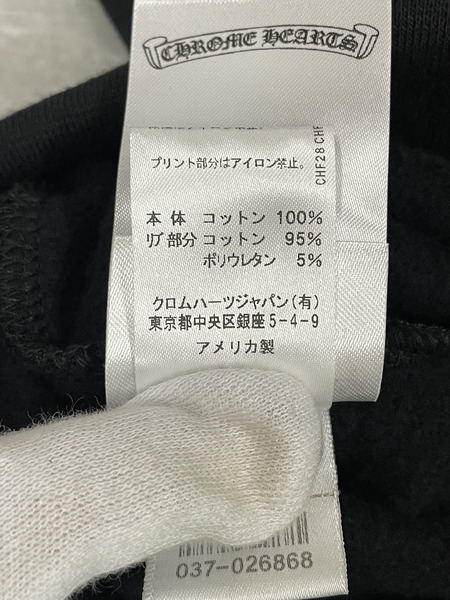 CHROME HEARTS
プリント部分はアイロン禁止。
CHF28 CHF
本体 コットン 100%
リブ部分 コットン 95%
ポリウレタン 5%
クロムハーツジャパン(有)
東京都中央区銀座5-4-9
アメリカ製
037-026868